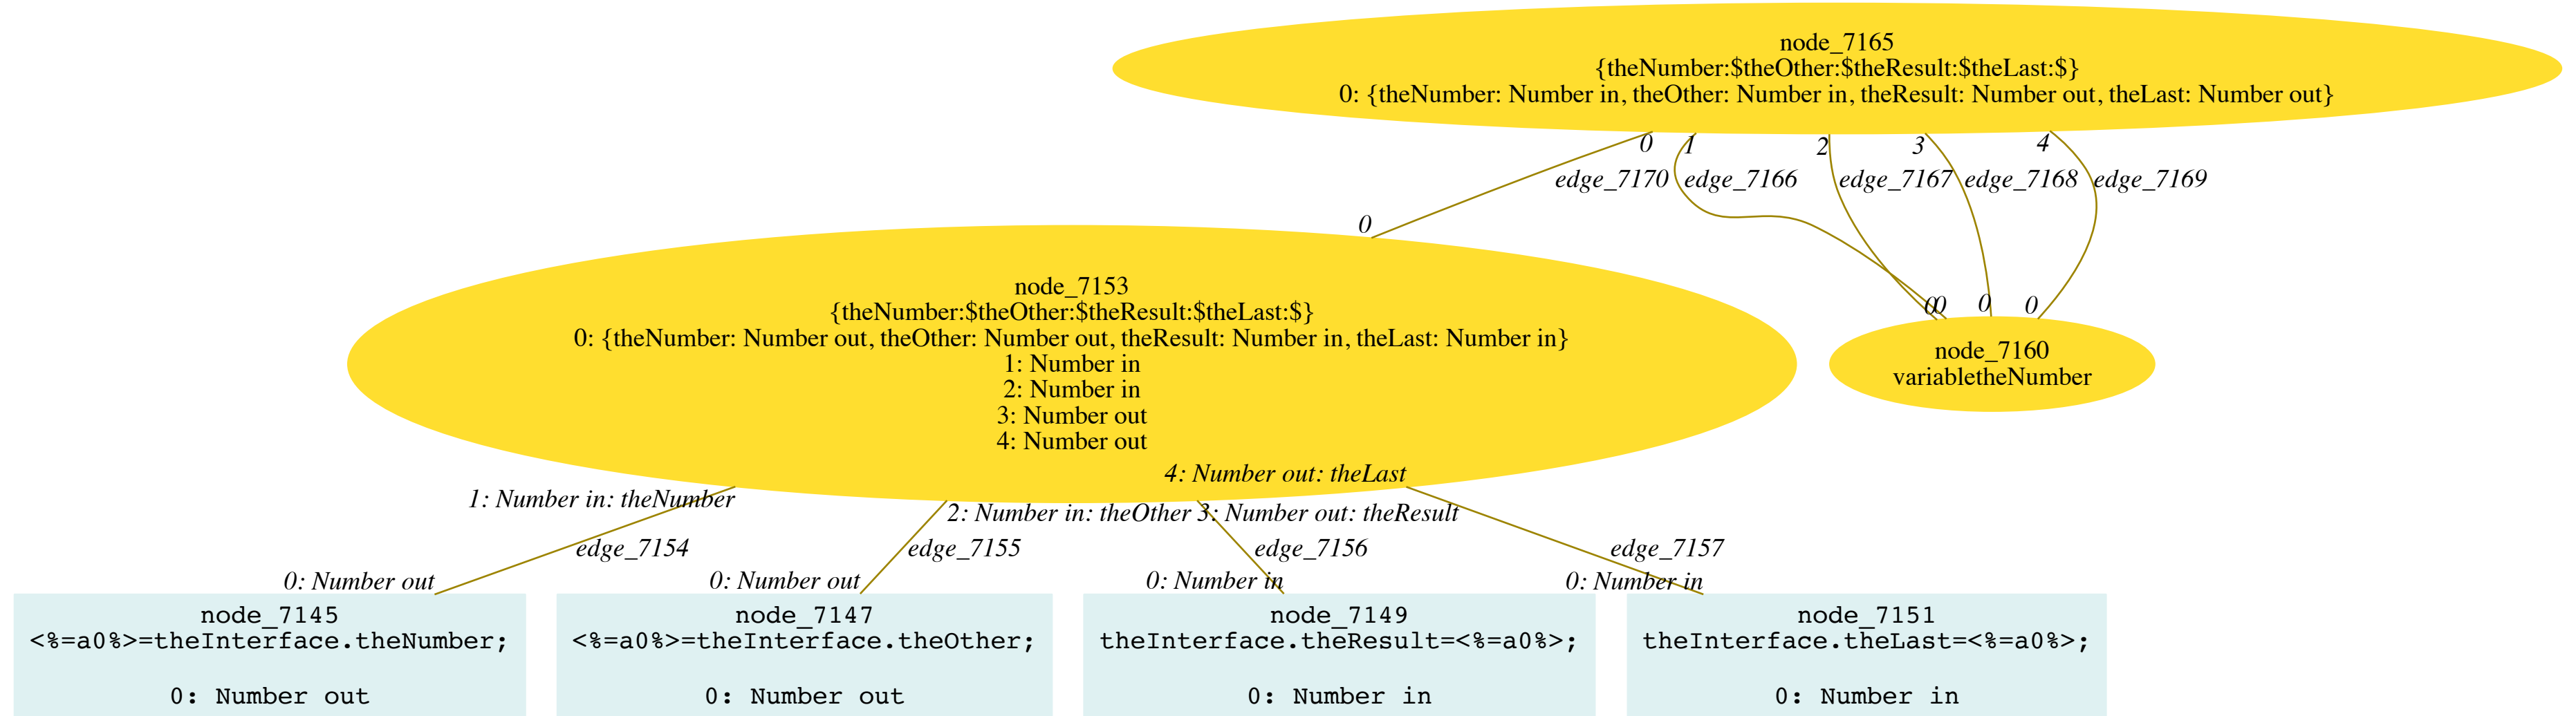 node_7165
{theNumber:$theOther:$theResult:$theLast:$}
0: {theNumber: Number in, theOther: Number in, theResult: Number out, theLast: Number out}
0
1
2
3
4
edge_7170
edge_7166
edge_7167
edge_7168
edge_7169
0
0
0
0
0
node_7153
{theNumber:$theOther:$theResult:$theLast:$}
0: {theNumber: Number out, theOther: Number out, theResult: Number in, theLast: Number in}
1: Number in
2: Number in
3: Number out
4: Number out
node_7160
variabletheNumber
4: Number out: theLast
1: Number in: theNumber
2: Number in: theOther
3: Number out: theResult
edge_7154
edge_7155
edge_7156
edge_7157
0: Number out
0: Number out
0: Number in
0: Number in
node_7145
<%=a0%>=theInterface.theNumber;
0: Number out
node_7147
<%=a0%>=theInterface.theOther;
0: Number out
node_7149
theInterface.theResult=<%=a0%>;
0: Number in
node_7151
theInterface.theLast=<%=a0%>;
0: Number in